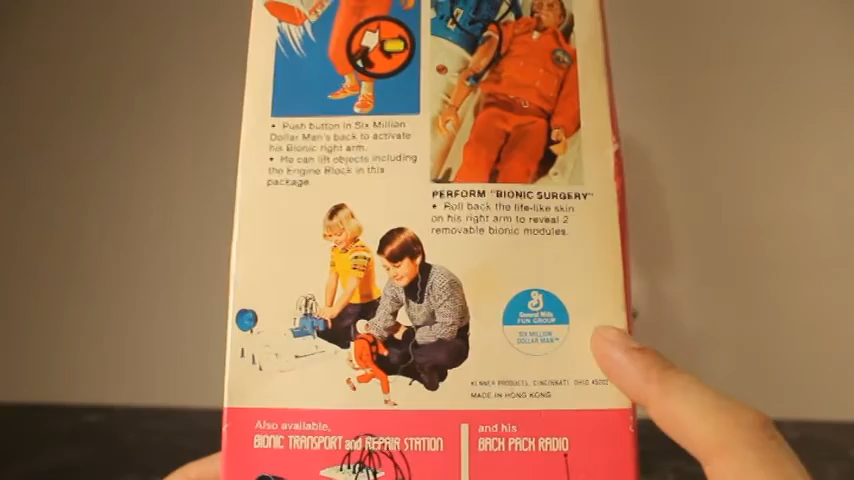 • Push button in Six Million
Dollar Man's back to activate
his Bionic right arm.
• He can lift objects including
the Engine Block in this
package.
PERFORM "BIONIC SURGERY"
• Roll back the life-like skin
on his right arm to reveal 2
removable bionic modules.
General Mills
FUN GROUP
SIX MILLION
DOLLAR MAN™
KENNER PRODUCTS, CINCINNATI, OHIO 45202
MADE IN HONG KONG
Also available,
BIONIC TRANSPORT and REPAIR STATION
and his
BACK PACK RADIO